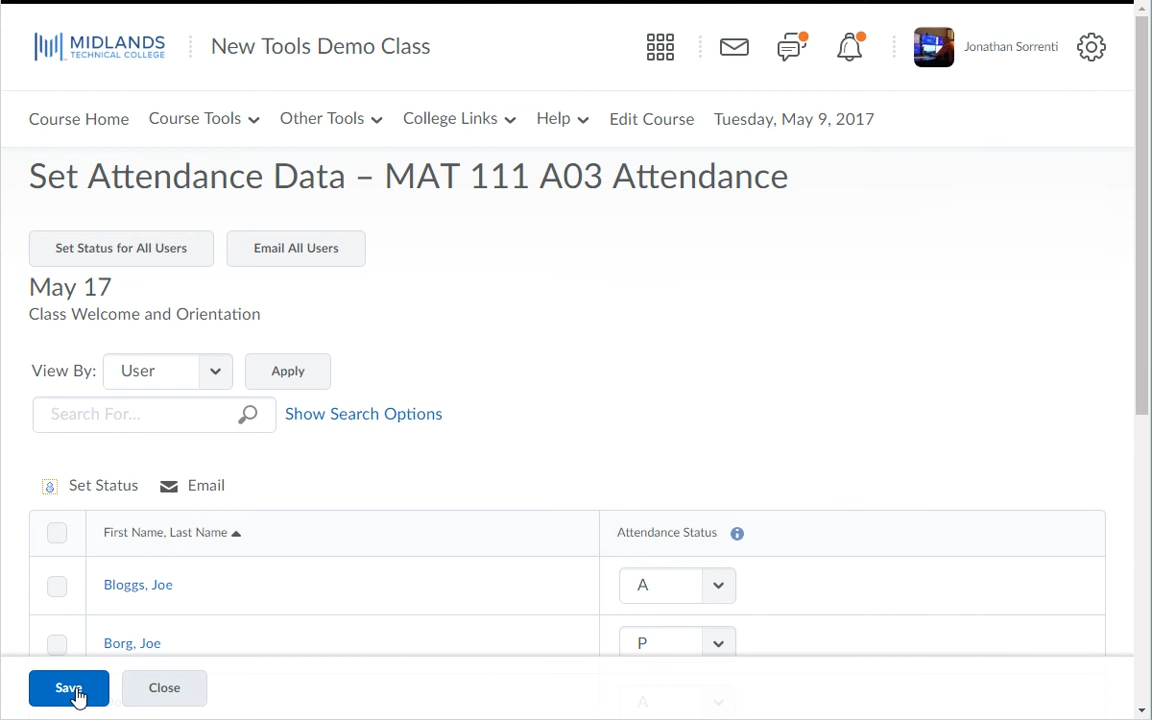 MIDLANDS
TECHNICAL COLLEGE
New Tools Demo Class
Jonathan Sorrenti
Course Home Course Tools Other Tools College Links Help Edit Course Tuesday, May 9, 2017
Set Attendance Data – MAT 111 A03 Attendance
Set Status for All Users Email All Users
May 17
Class Welcome and Orientation
View By: User Apply
Search For... Show Search Options
Set Status Email
First Name, Last Name Attendance Status
Bloggs, Joe A
Borg, Joe P
Save Close
A